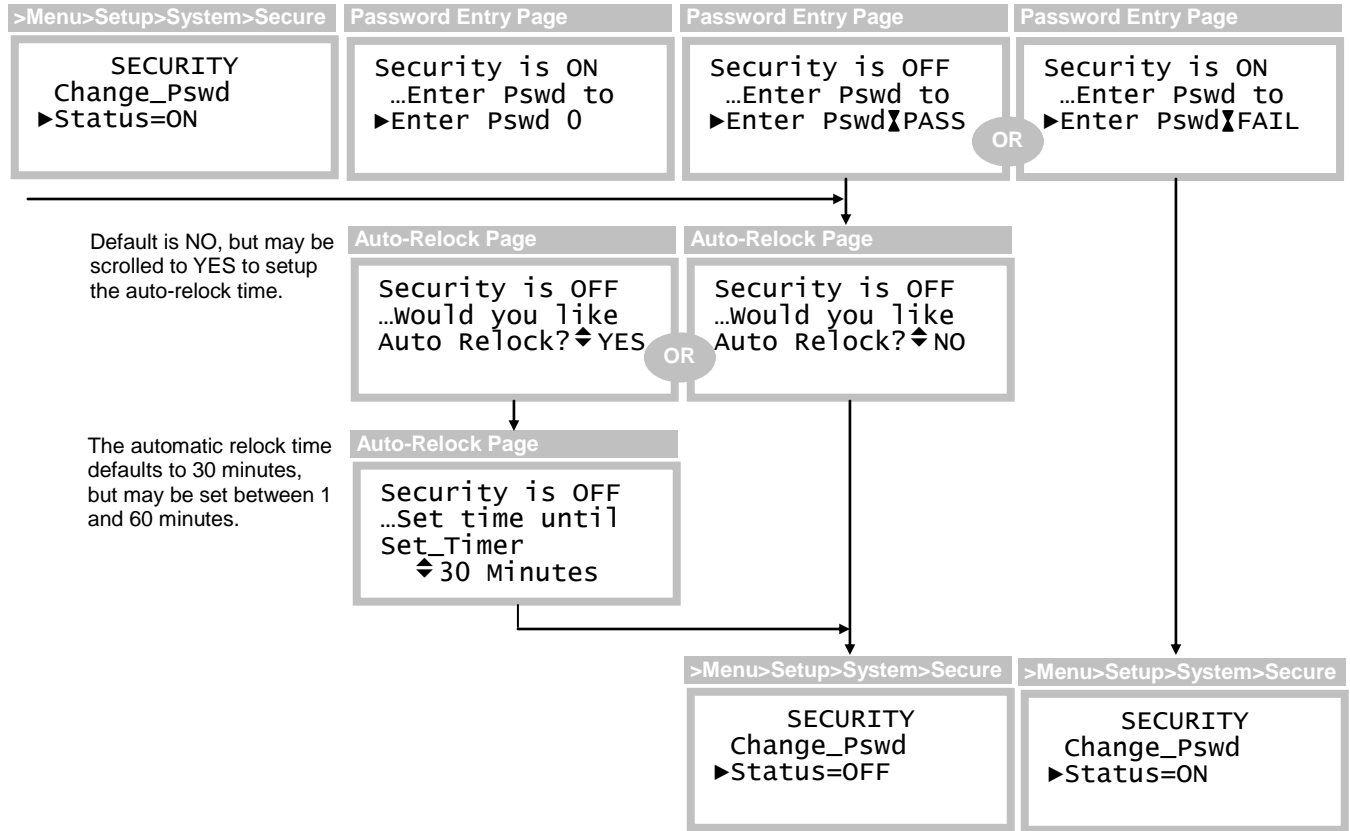 >Menu>Setup>System>Secure
SECURITY
Change_Pswd
►Status=ON
Password Entry Page
Security is ON
…Enter Pswd to
►Enter Pswd 0
Password Entry Page
Security is OFF
…Enter Pswd to
►Enter Pswd⧗PASS
OR
Password Entry Page
Security is ON
…Enter Pswd to
►Enter Pswd⧗FAIL
Default is NO, but may be
scrolled to YES to setup
the auto-relock time.
Auto-Relock Page
Security is OFF
…Would you like
Auto Relock?⬘YES
OR
Auto-Relock Page
Security is OFF
…Would you like
Auto Relock?⬘NO
The automatic relock time
defaults to 30 minutes,
but may be set between 1
and 60 minutes.
Auto-Relock Page
Security is OFF
…Set time until
Set_Timer
⬘30 Minutes
>Menu>Setup>System>Secure
SECURITY
Change_Pswd
►Status=OFF
>Menu>Setup>System>Secure
SECURITY
Change_Pswd
►Status=ON